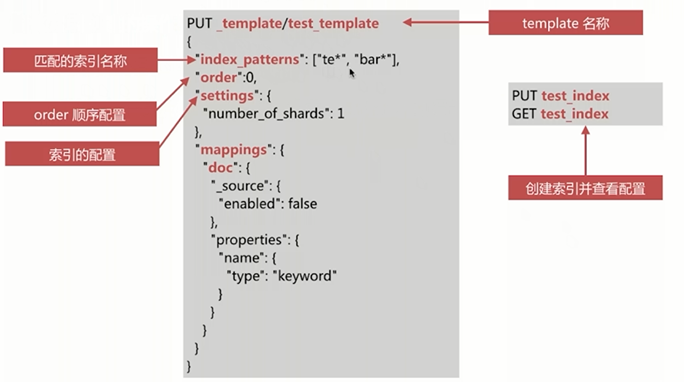 PUT _template/test_template
{
"index_patterns": ["te*", "bar*"],
"order":0,
"settings": {
"number_of_shards": 1
},
"mappings": {
"doc": {
"_source": {
"enabled": false
},
"properties": {
"name": {
"type": "keyword"
}
}
}
}
}
template 名称
匹配的索引名称
order 顺序配置
索引的配置
PUT test_index
GET test_index
创建索引并查看配置